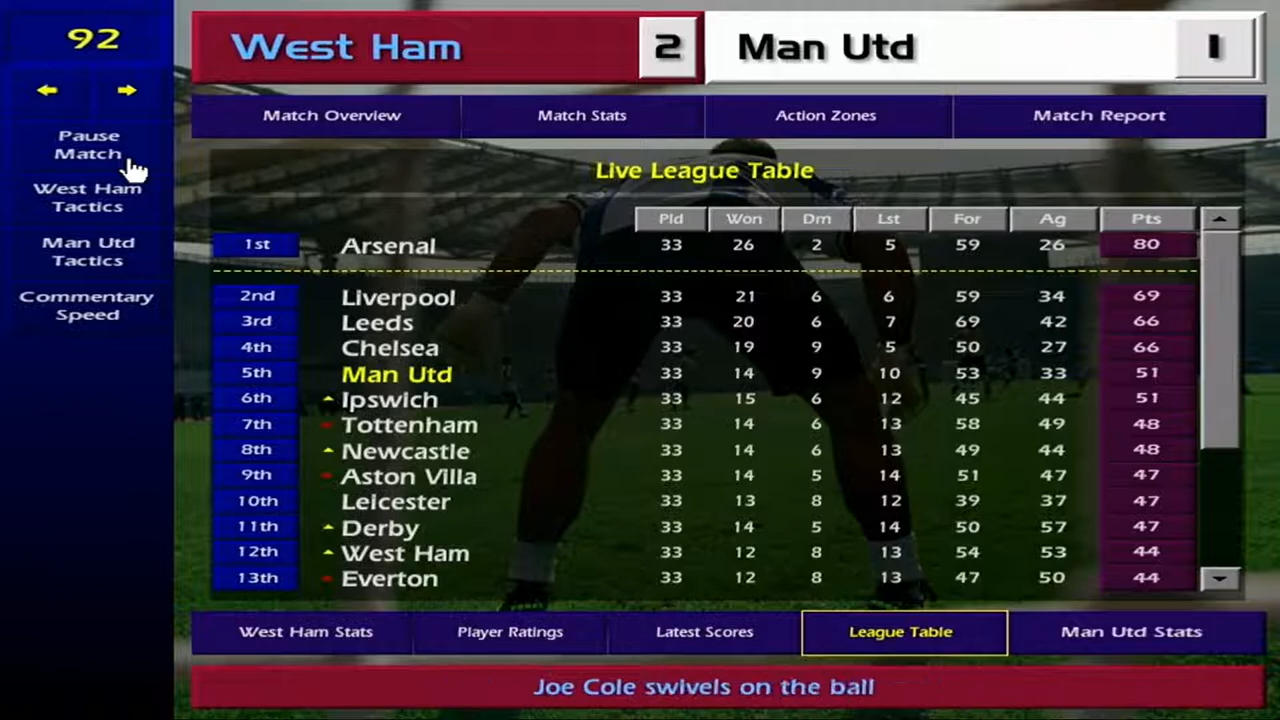 92
West Ham 2 Man Utd 1
Match Overview Match Stats Action Zones Match Report
Pause
Match
West Ham
Tactics
Man Utd
Tactics
Commentary
Speed
Live League Table
Pld Won Drn Lst For Ag Pts
1st Arsenal 33 26 2 5 59 26 80
2nd Liverpool 33 21 6 6 59 34 69
3rd Leeds 33 20 6 7 69 42 66
4th Chelsea 33 19 9 5 50 27 66
5th Man Utd 33 14 9 10 53 33 51
6th Ipswich 33 15 6 12 45 44 51
7th Tottenham 33 14 6 13 58 49 48
8th Newcastle 33 14 6 13 49 44 48
9th Aston Villa 33 14 5 14 51 47 47
10th Leicester 33 13 8 12 39 37 47
11th Derby 33 14 5 14 50 57 47
12th West Ham 33 12 8 13 54 53 44
13th Everton 33 12 8 13 47 50 44
West Ham Stats Player Ratings Latest Scores League Table Man Utd Stats
Joe Cole swivels on the ball